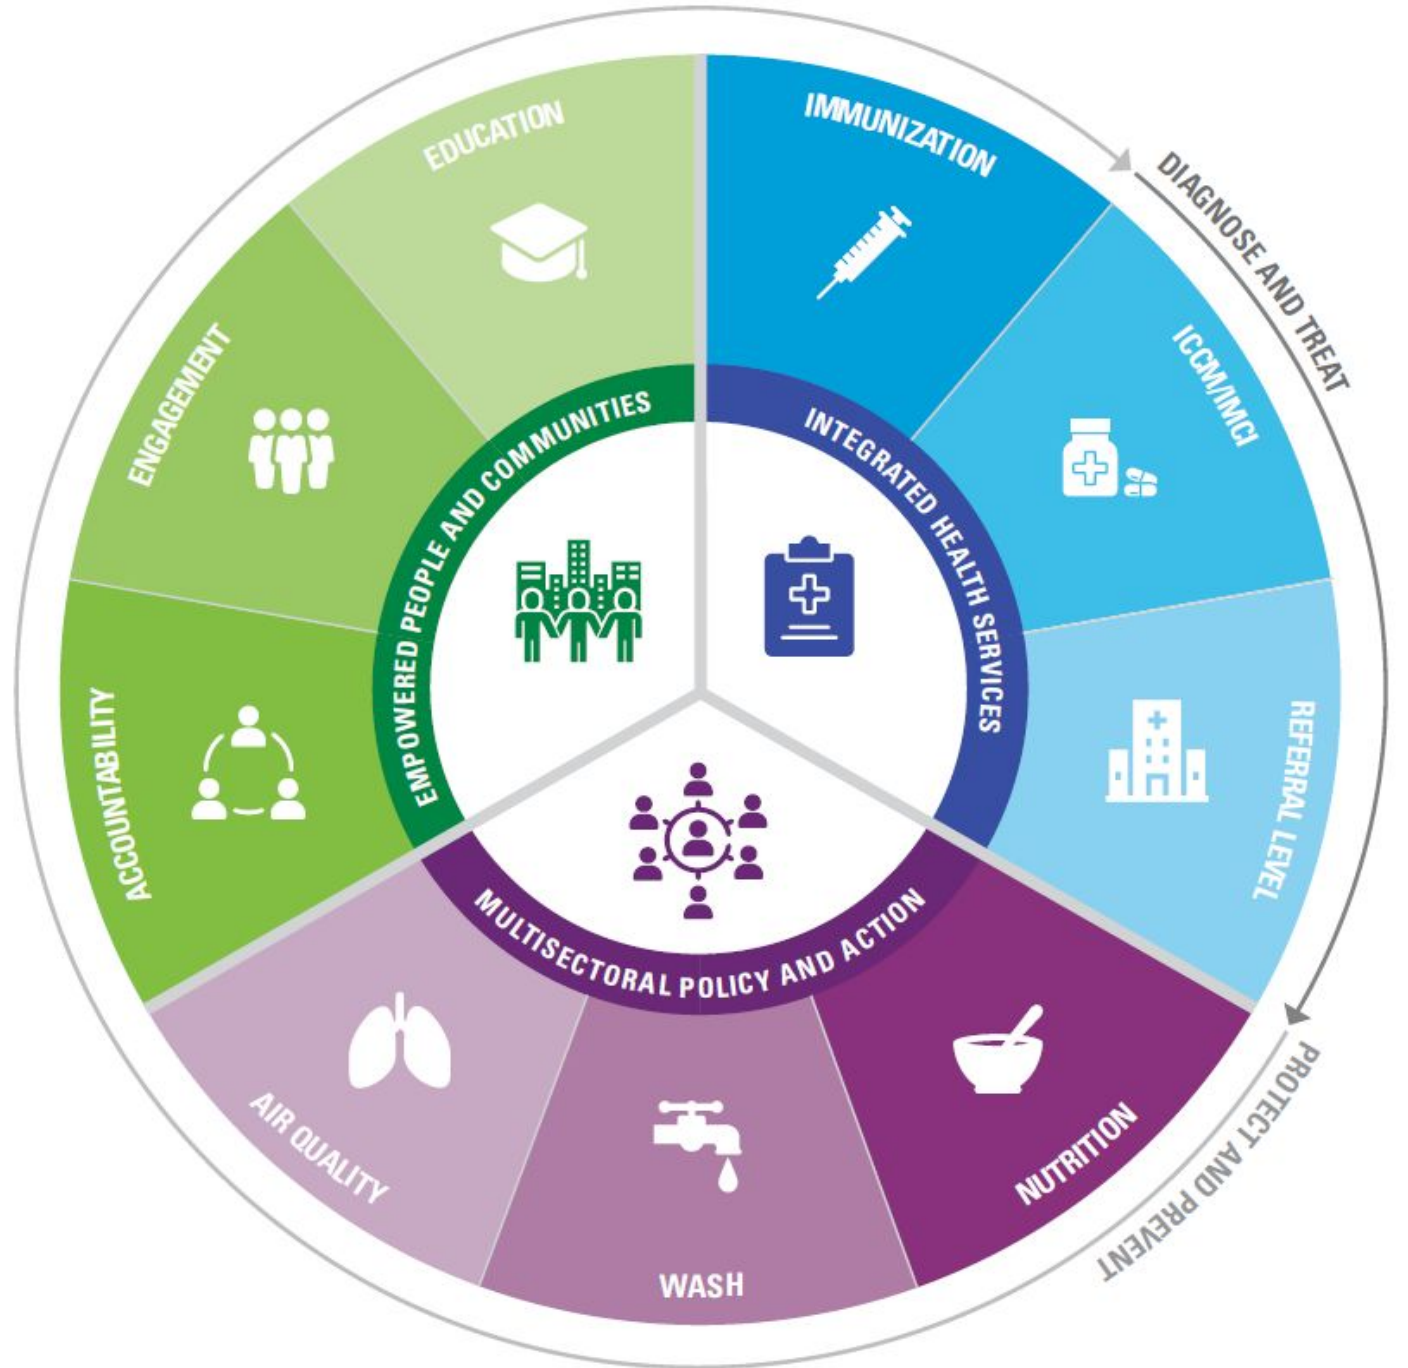 EDUCATION
IMMUNIZATION
DIAGNOSE AND TREAT
ENGAGEMENT
ICCM/IMCI
EMPOWERED PEOPLE AND COMMUNITIES
INTEGRATED HEALTH SERVICES
ACCOUNTABILITY
REFERRAL LEVEL
MULTISECTORAL POLICY AND ACTION
AIR QUALITY
WASH
NUTRITION
PROTECT AND PREVENT